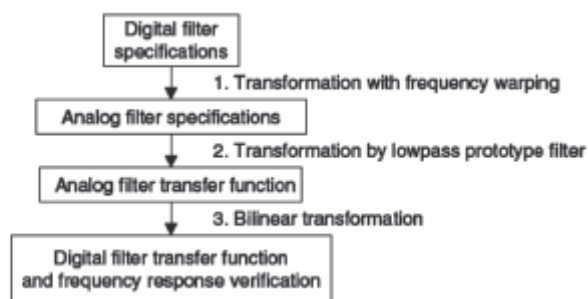 Digital filter
specifications
1. Transformation with frequency warping
Analog filter specifications
2. Transformation by lowpass prototype filter
Analog filter transfer function
3. Bilinear transformation
Digital filter transfer function
and frequency response verification